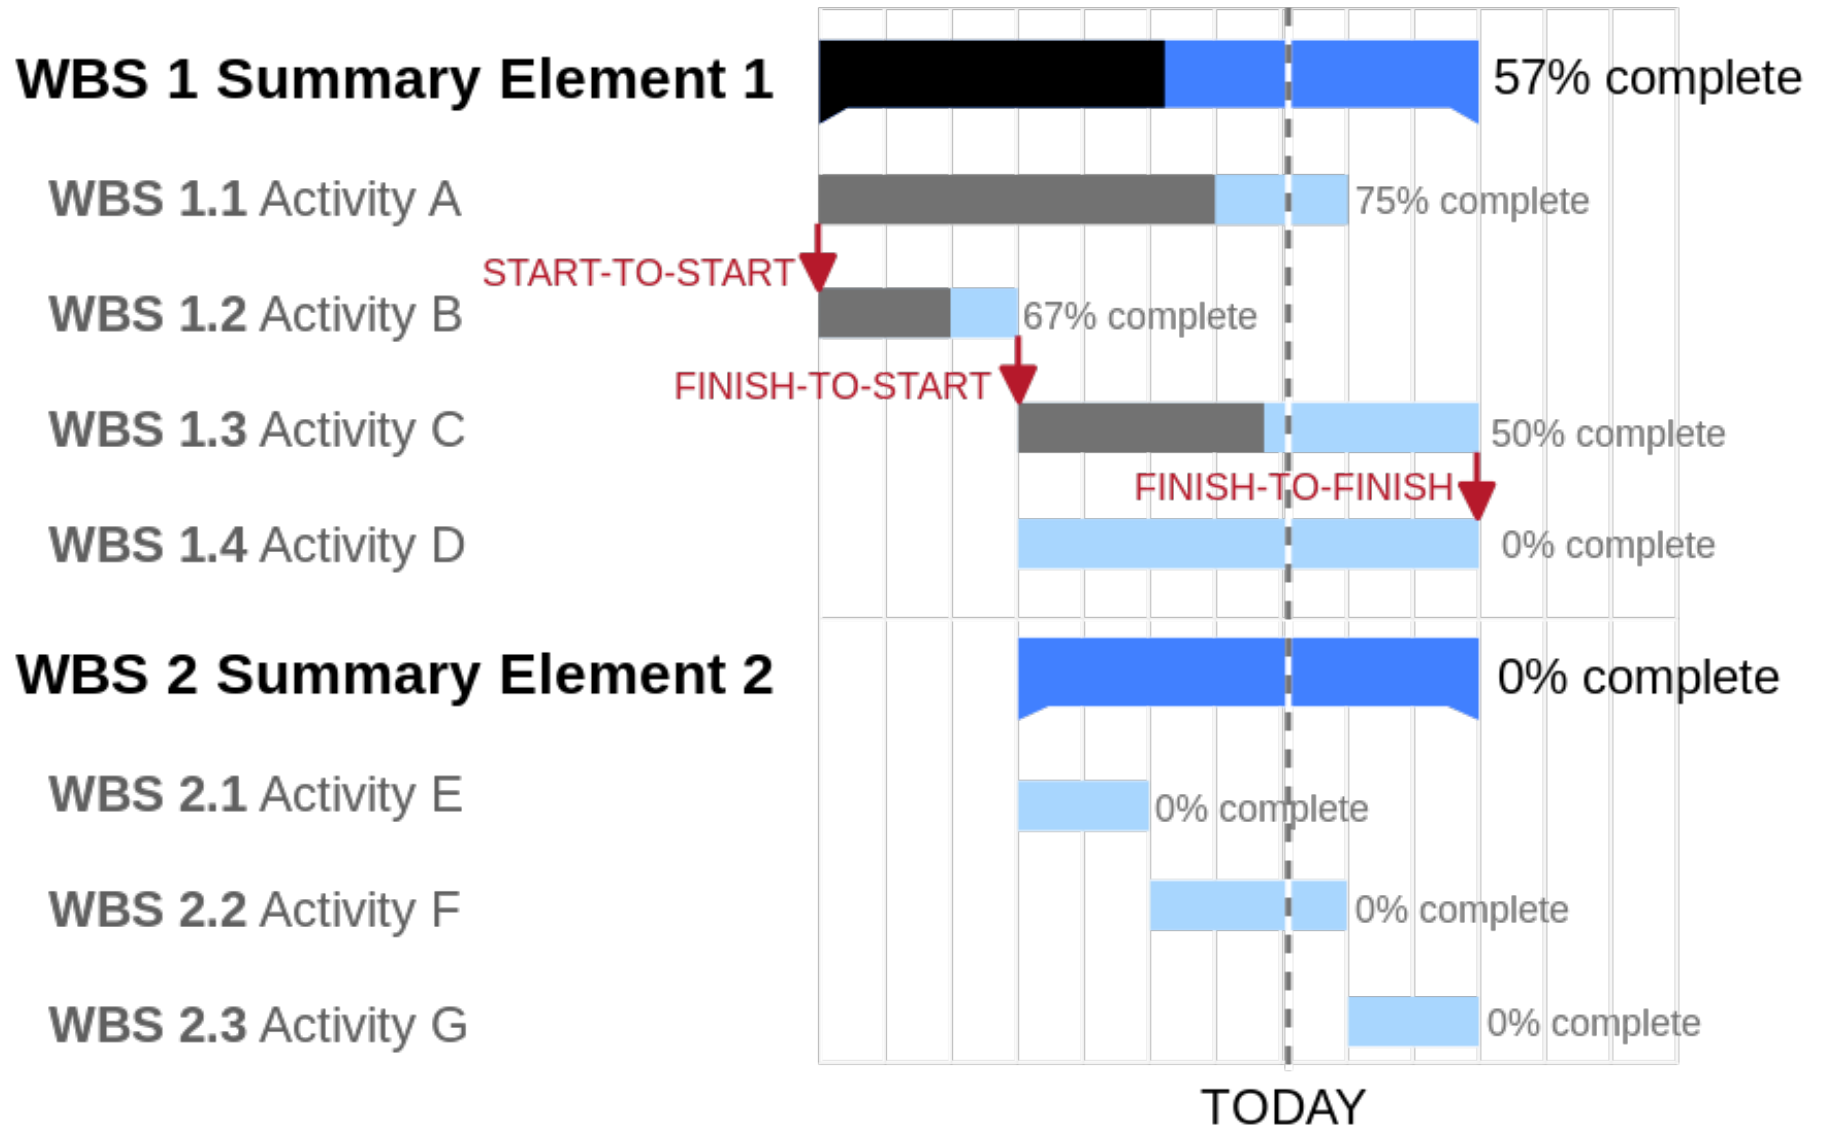 WBS 1 Summary Element 1 57% complete
WBS 1.1 Activity A 75% complete
START-TO-START
WBS 1.2 Activity B 67% complete
FINISH-TO-START
WBS 1.3 Activity C 50% complete
FINISH-TO-FINISH
WBS 1.4 Activity D 0% complete
WBS 2 Summary Element 2 0% complete
WBS 2.1 Activity E 0% complete
WBS 2.2 Activity F 0% complete
WBS 2.3 Activity G 0% complete
TODAY